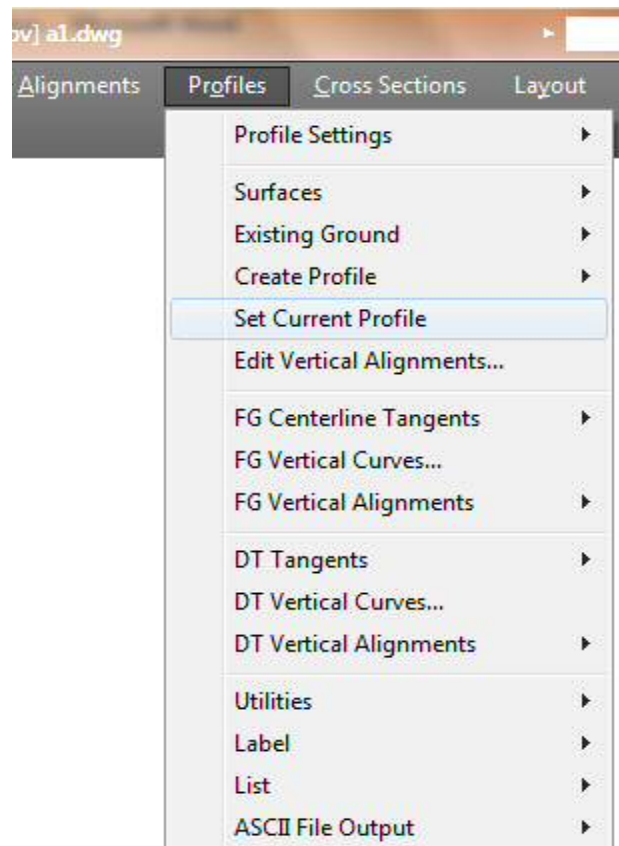 ov] a1.dwg
Alignments Profiles Cross Sections Layout
Profile Settings
Surfaces
Existing Ground
Create Profile
Set Current Profile
Edit Vertical Alignments...
FG Centerline Tangents
FG Vertical Curves...
FG Vertical Alignments
DT Tangents
DT Vertical Curves...
DT Vertical Alignments
Utilities
Label
List
ASCII File Output